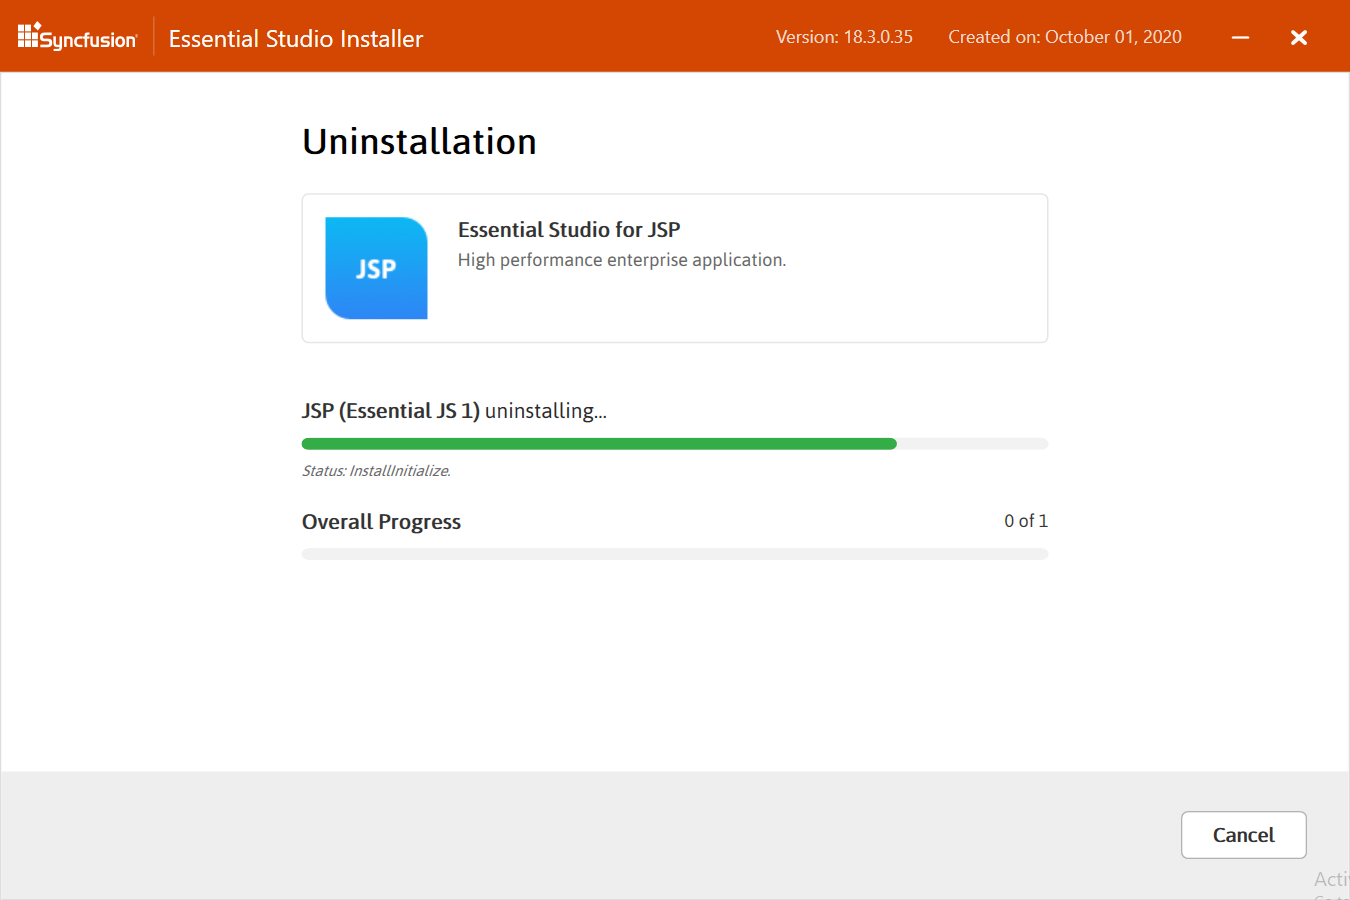 Syncfusion
Essential Studio Installer
Version: 18.3.0.35
Created on: October 01, 2020
Uninstallation
JSP
Essential Studio for JSP
High performance enterprise application.
JSP (Essential JS 1) uninstalling...
Status: InstallInitialize.
Overall Progress
0 of 1
Cancel
Acti